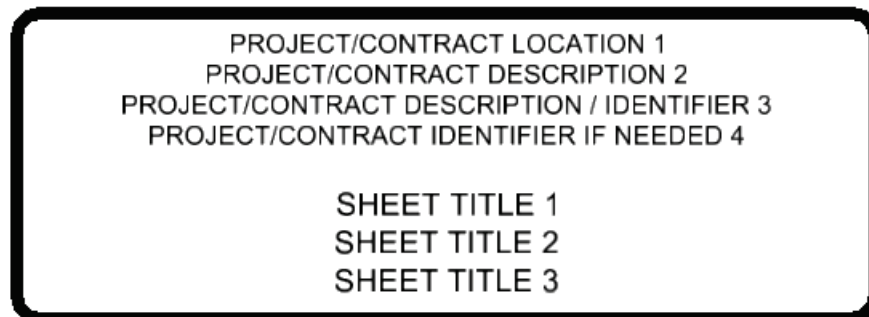 PROJECT/CONTRACT LOCATION 1
PROJECT/CONTRACT DESCRIPTION 2
PROJECT/CONTRACT DESCRIPTION / IDENTIFIER 3
PROJECT/CONTRACT IDENTIFIER IF NEEDED 4
SHEET TITLE 1
SHEET TITLE 2
SHEET TITLE 3